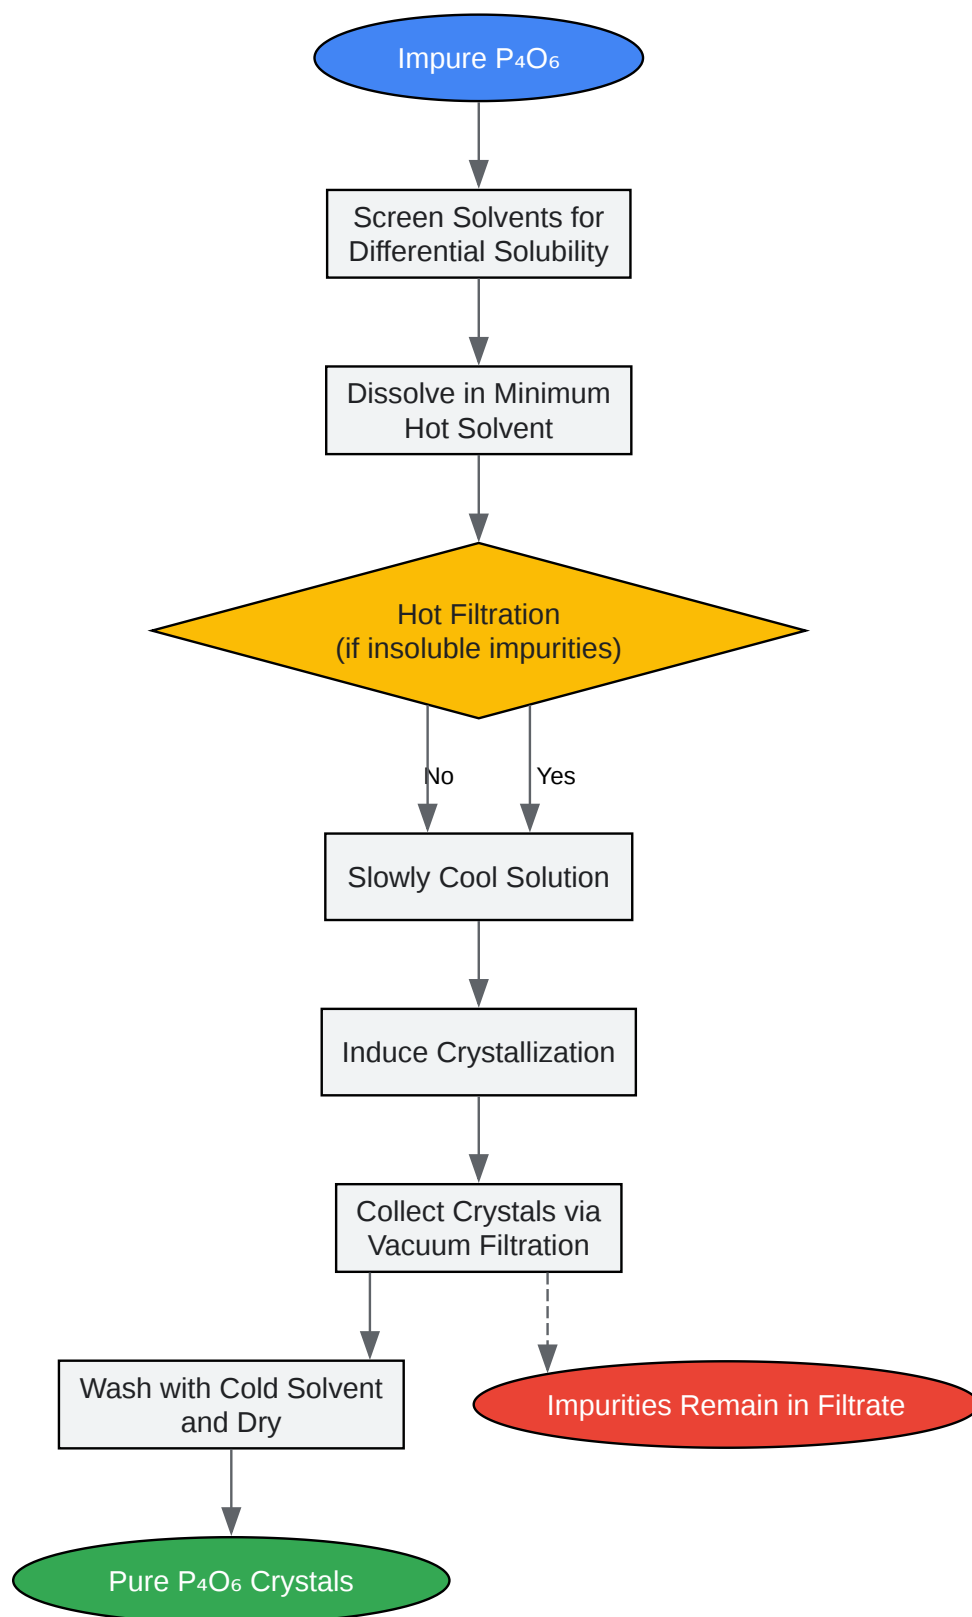 Impure P₄O₆
Screen Solvents for
Differential Solubility
Dissolve in Minimum
Hot Solvent
Hot Filtration
(if insoluble impurities)
No
Yes
Slowly Cool Solution
Induce Crystallization
Collect Crystals via
Vacuum Filtration
Wash with Cold Solvent
and Dry
Impurities Remain in Filtrate
Pure P₄O₆ Crystals